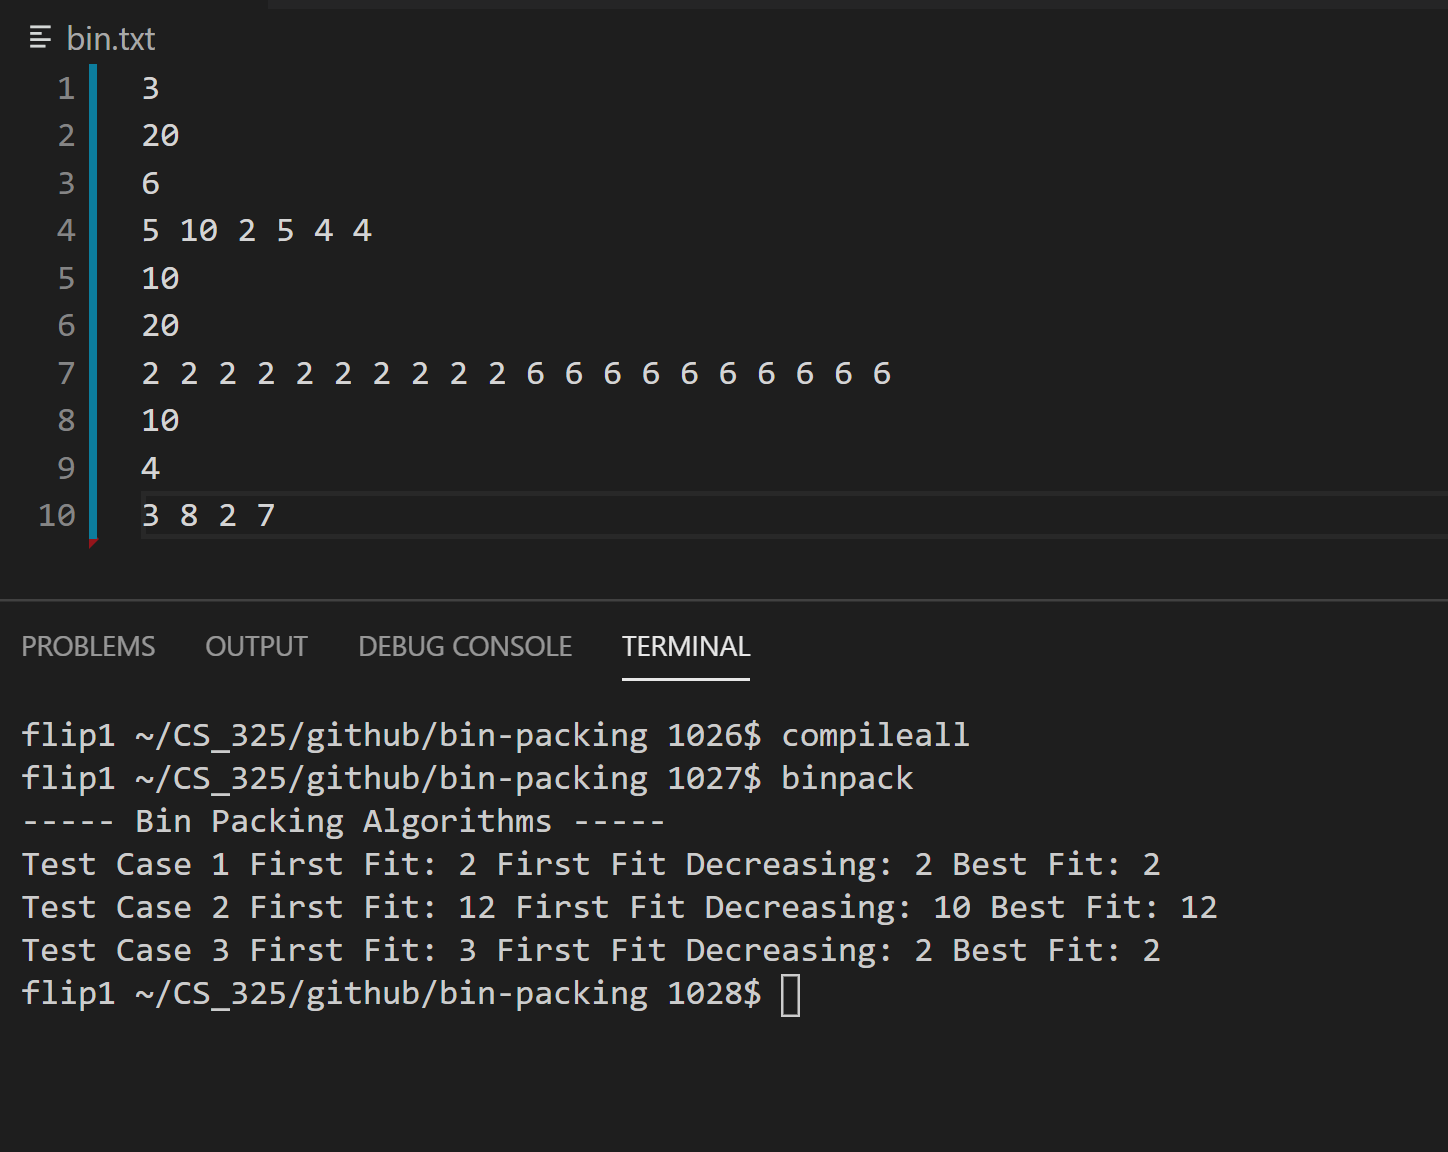 bin.txt
1 3
2 20
3 6
4 5 10 2 5 4 4
5 10
6 20
7 2 2 2 2 2 2 2 2 2 2 6 6 6 6 6 6 6 6 6 6
8 10
9 4
10 3 8 2 7
PROBLEMS OUTPUT DEBUG CONSOLE TERMINAL
flip1 ~/CS_325/github/bin-packing 1026$ compileall
flip1 ~/CS_325/github/bin-packing 1027$ binpack
----- Bin Packing Algorithms -----
Test Case 1 First Fit: 2 First Fit Decreasing: 2 Best Fit: 2
Test Case 2 First Fit: 12 First Fit Decreasing: 10 Best Fit: 12
Test Case 3 First Fit: 3 First Fit Decreasing: 2 Best Fit: 2
flip1 ~/CS_325/github/bin-packing 1028$